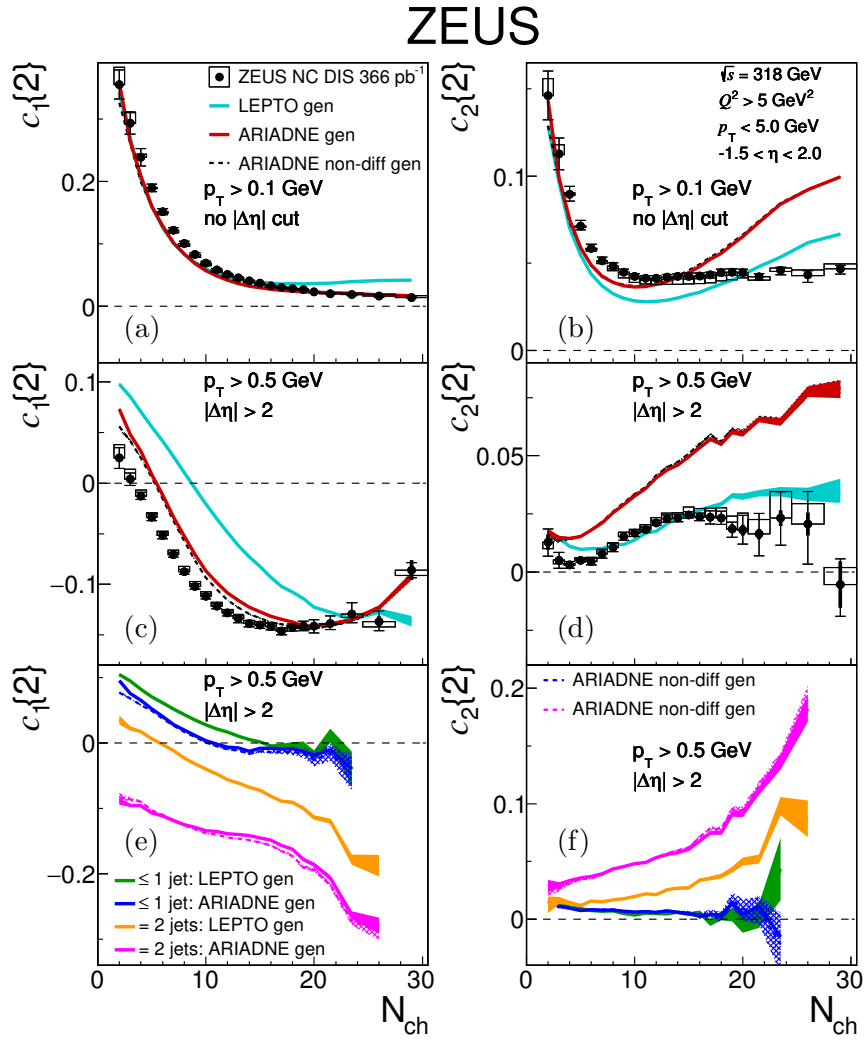 ZEUS
c₁{2}
0.2
0
ZEUS NC DIS 366 pb⁻¹
LEPTO gen
ARIADNE gen
ARIADNE non-diff gen
p_T > 0.1 GeV
no |Δη| cut
(a)
c₂{2}
0.1
0
√s = 318 GeV
Q² > 5 GeV²
p_T < 5.0 GeV
-1.5 < η < 2.0
p_T > 0.1 GeV
no |Δη| cut
(b)
c₁{2}
0.1
0
−0.1
p_T > 0.5 GeV
|Δη| > 2
(c)
c₂{2}
0.05
0
p_T > 0.5 GeV
|Δη| > 2
(d)
c₁{2}
0
−0.2
p_T > 0.5 GeV
|Δη| > 2
(e)
≤ 1 jet: LEPTO gen
≤ 1 jet: ARIADNE gen
= 2 jets: LEPTO gen
= 2 jets: ARIADNE gen
0 10 20 30
N_ch
c₂{2}
0.2
0.1
0
ARIADNE non-diff gen
ARIADNE non-diff gen
p_T > 0.5 GeV
|Δη| > 2
(f)
0 10 20 30
N_ch